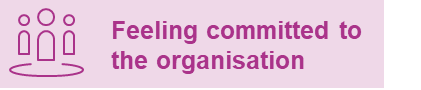 Feeling committed to
the organisation